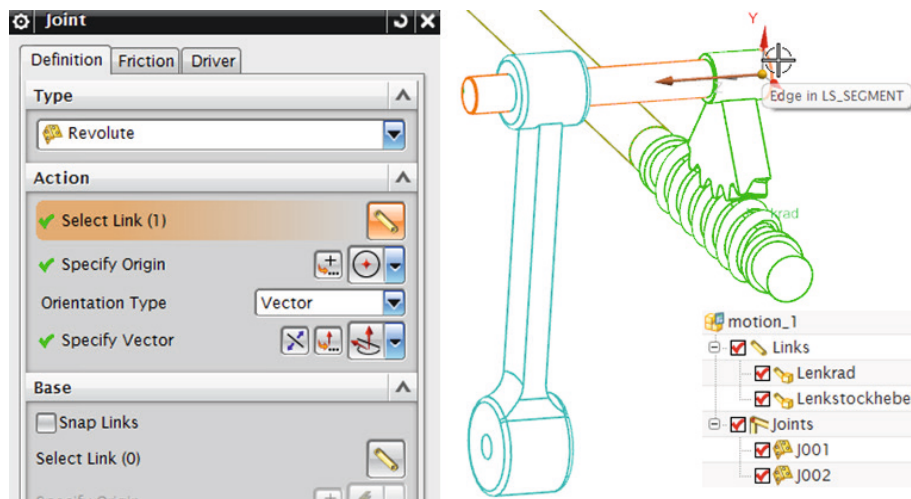 Joint
Definition Friction Driver
Type
Revolute
Action
Select Link (1)
Specify Origin
Orientation Type Vector
Specify Vector
Base
Snap Links
Select Link (0)
Y
Edge in LS_SEGMENT
motion_1
Links
Lenkrad
Lenkstockhebe
Joints
J001
J002